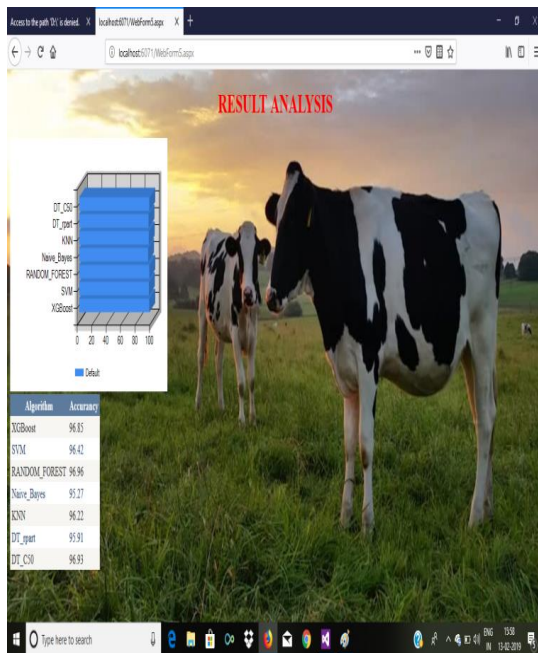 Access to the path 'D:\' is denied.
localhost:6071/WebForm5.aspx
localhost:6071/WebForm5.aspx
RESULT ANALYSIS
DT_C50
DT_rpart
KNN
Naive_Bayes
RANDOM_FOREST
SVM
XGBoost
0 20 40 60 80 100
Default
Algorithm Accurancy
XGBoost 96.85
SVM 96.42
RANDOM_FOREST 96.96
Naive_Bayes 95.27
KNN 96.22
DT_rpart 95.91
DT_C50 96.93
Type here to search
ENG 15:58
IN 13-02-2019